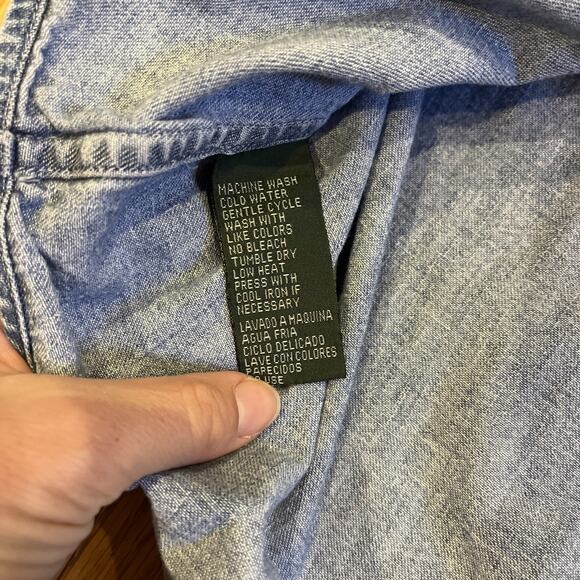 MACHINE WASH
COLD WATER
GENTLE CYCLE
WASH WITH
LIKE COLORS
NO BLEACH
TUMBLE DRY
LOW HEAT
PRESS WITH
COOL IRON IF
NECESSARY
LAVADO A MAQUINA
AGUA FRIA
CICLO DELICADO
LAVE CON COLORES
PARECIDOS
USE